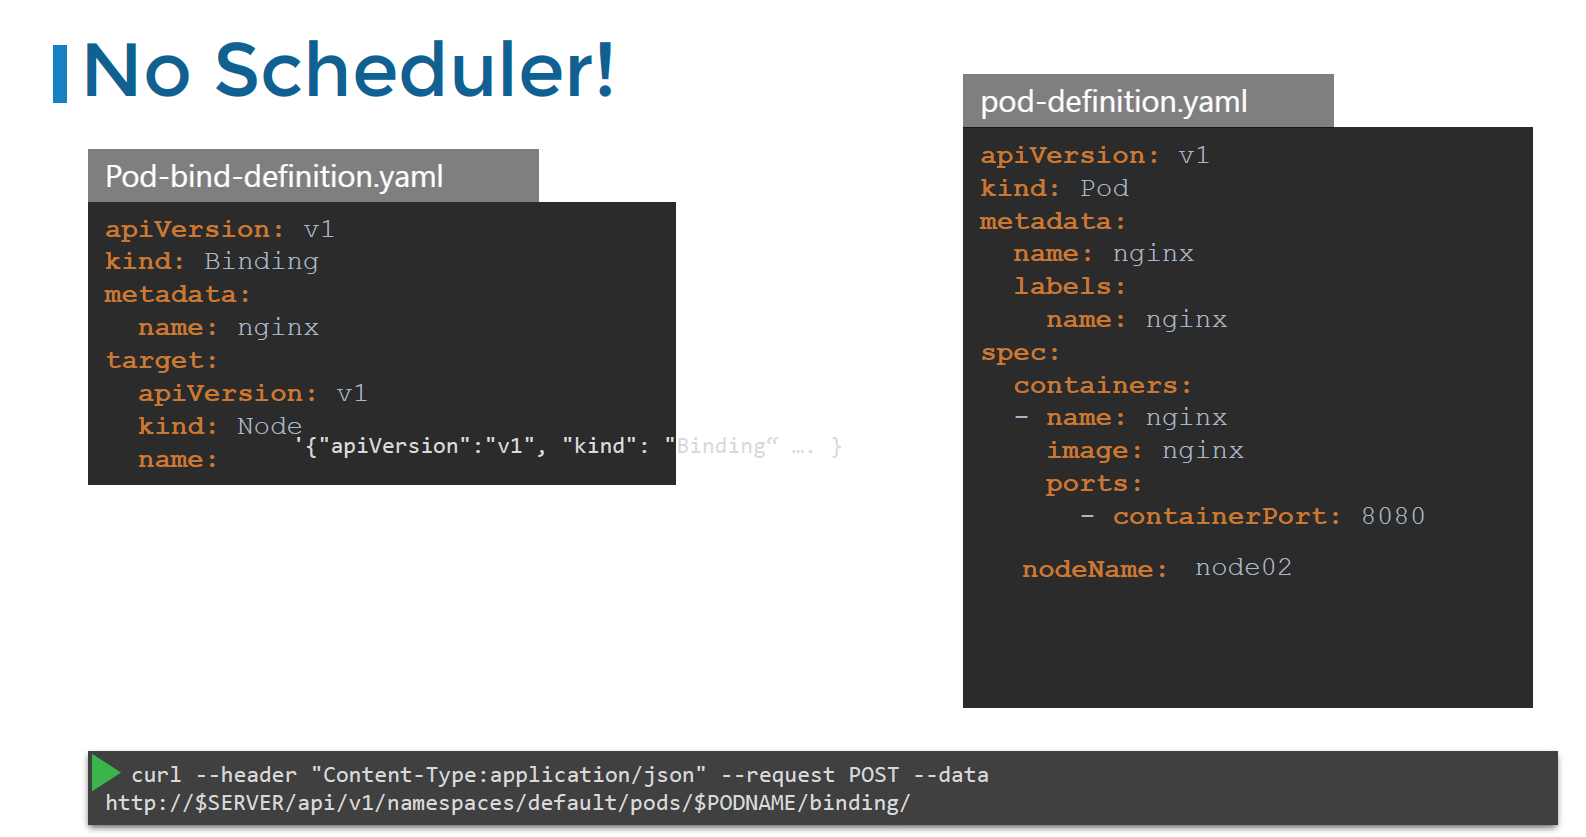 No Scheduler!
Pod-bind-definition.yaml
apiVersion: v1
kind: Binding
metadata:
  name: nginx
target:
  apiVersion: v1
  kind: Node
  name:
'{"apiVersion":"v1", "kind": "Binding“ …. }
pod-definition.yaml
apiVersion: v1
kind: Pod
metadata:
  name: nginx
  labels:
    name: nginx
spec:
  containers:
  - name: nginx
    image: nginx
    ports:
      - containerPort: 8080
  nodeName: node02
curl --header "Content-Type:application/json" --request POST --data
http://$SERVER/api/v1/namespaces/default/pods/$PODNAME/binding/